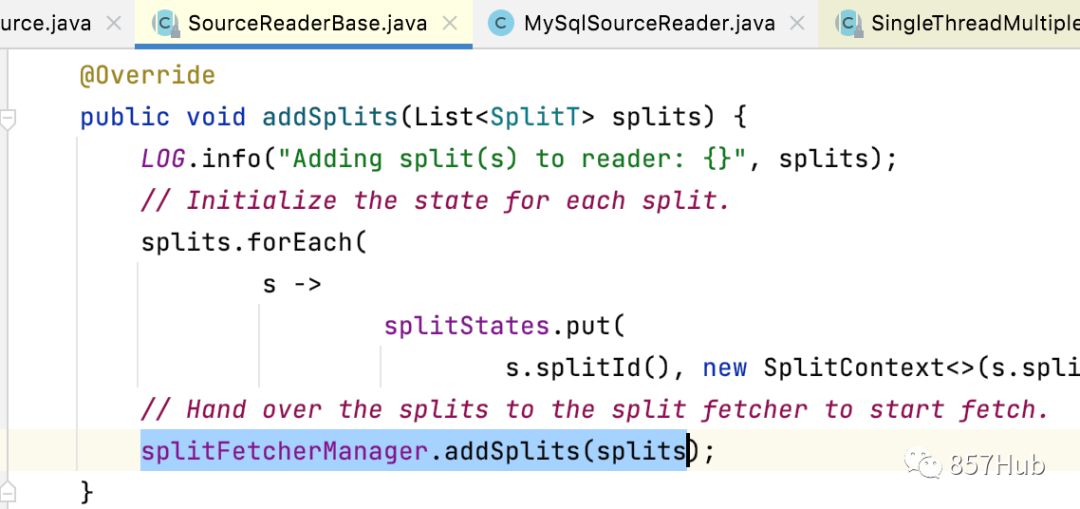 urce.java SourceReaderBase.java MySqlSourceReader.java SingleThreadMultiple
@Override
public void addSplits(List<SplitT> splits) {
LOG.info("Adding split(s) to reader: {}", splits);
// Initialize the state for each split.
splits.forEach(
s ->
splitStates.put(
s.splitId(), new SplitContext<>(s.spli
// Hand over the splits to the split fetcher to start fetch.
splitFetcherManager.addSplits(splits);
857Hub
}